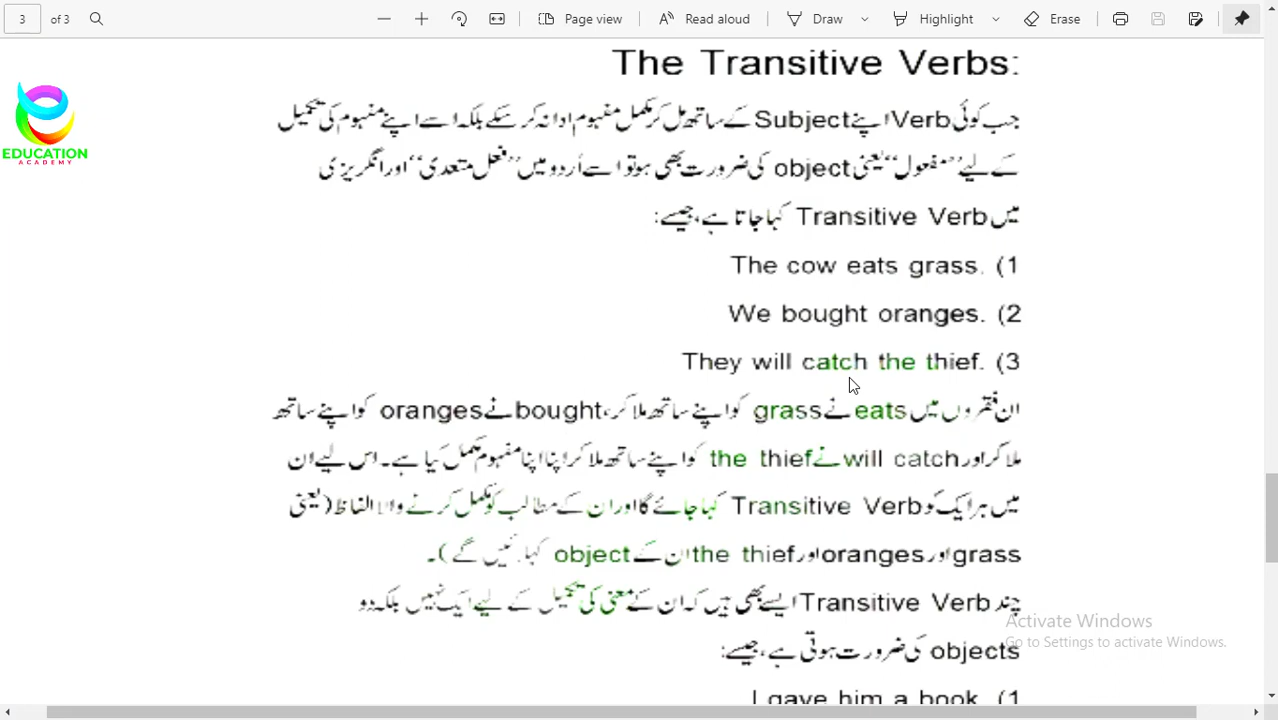 3 of 3 Page view Read aloud Draw Highlight Erase
The Transitive Verbs:
EDUCATION
ACADEMY
جب کوئی Verb اپنے Subject کے ساتھ مل کر مکمل مفہوم ادا نہ کر سکے بلکہ اسے اپنے مفہوم کی تکمیل
کے لیے ’’مفعول‘‘ یعنی object کی ضرورت بھی ہو تو اسے اُردو میں ’’فعل متعدی‘‘ اور انگریزی
میں Transitive Verb کہا جاتا ہے، جیسے:
The cow eats grass. (1
We bought oranges. (2
They will catch the thief. (3
ان فقروں میں eats نے grass کو اپنے ساتھ ملا کر، bought نے oranges کو اپنے ساتھ
ملا کر اور will catch نے the thief کو اپنے ساتھ ملا کر اپنا اپنا مفہوم مکمل کیا ہے۔ اس لیے ان
میں ہر ایک کو Transitive Verb کہا جائے گا اور ان کے مطالب کو مکمل کرنے والا الفاظ (یعنی
grass اور oranges اور the thief ان کے object کہلائیں گے)۔
چند Transitive Verb ایسے بھی ہیں کہ ان کے معنی کی تکمیل کے لیے ایک نہیں بلکہ دو
objects کی ضرورت ہوتی ہے، جیسے:
I gave him a book. (1
Activate Windows
Go to Settings to activate Windows.